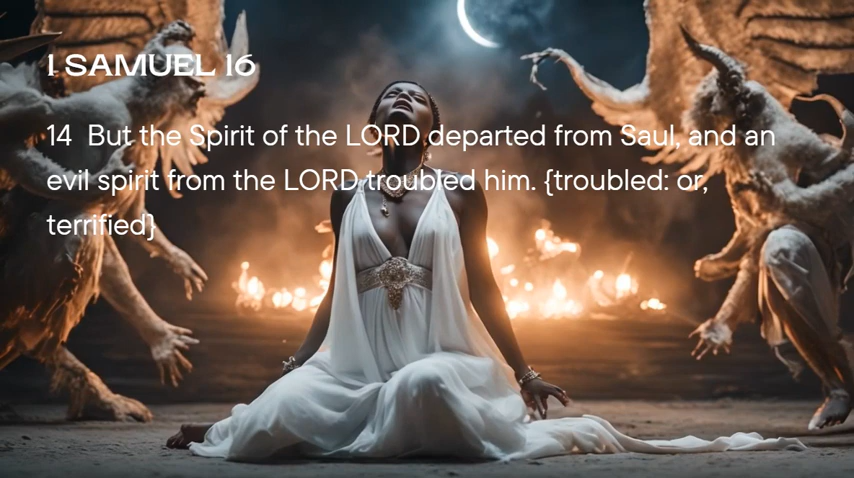 1 SAMUEL 16
14 But the Spirit of the LORD departed from Saul, and an
evil spirit from the LORD troubled him. {troubled: or,
terrified}